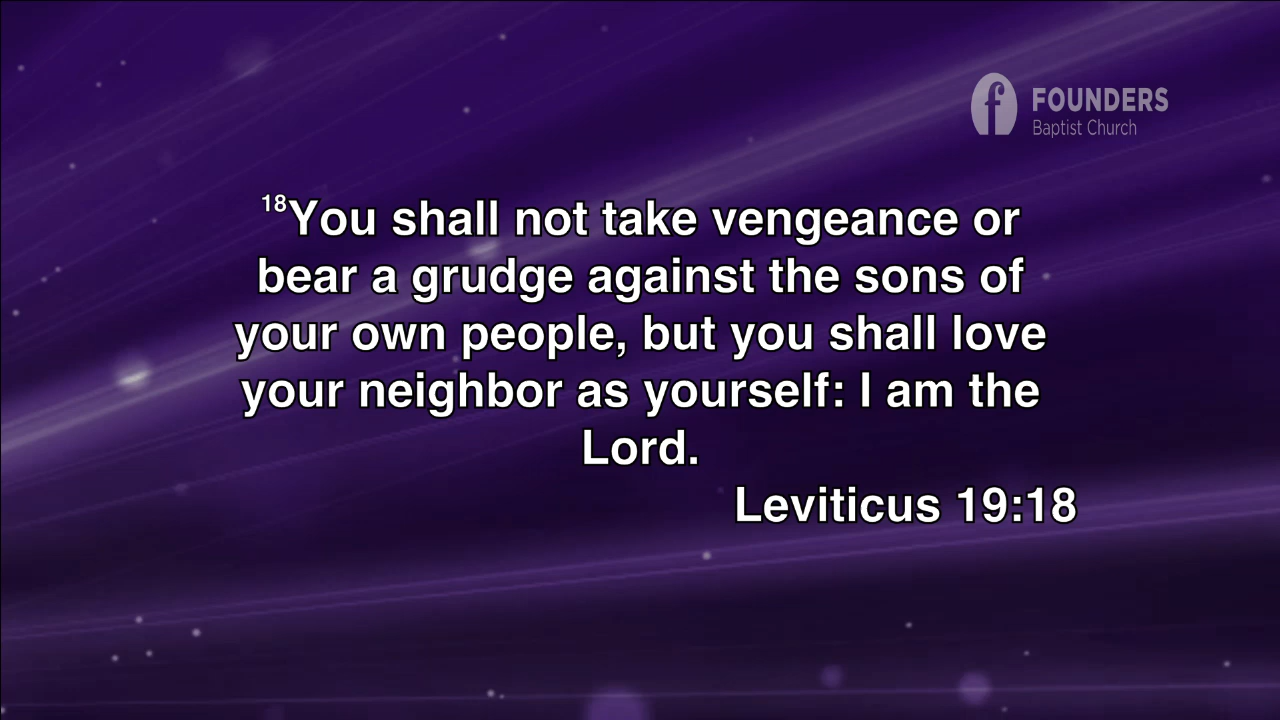 FOUNDERS
Baptist Church
18You shall not take vengeance or
bear a grudge against the sons of
your own people, but you shall love
your neighbor as yourself: I am the
Lord.
Leviticus 19:18